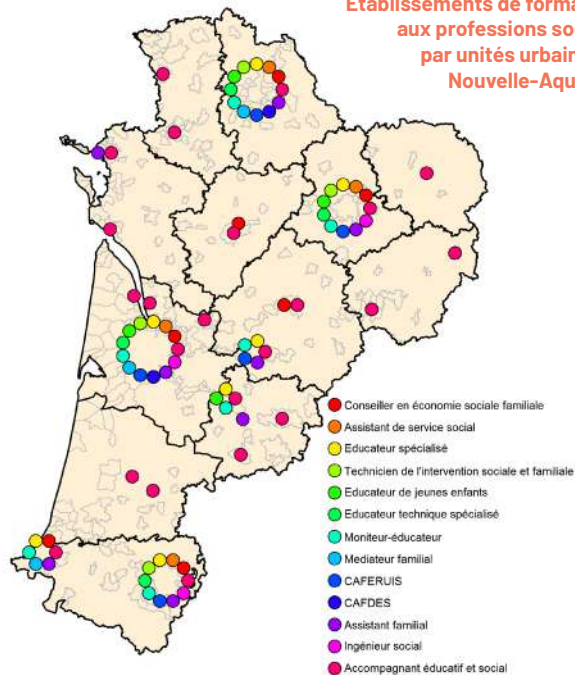 Etablissements de forma
aux professions so
par unités urbain
Nouvelle-Aqu
Conseiller en économie sociale familiale
Assistant de service social
Educateur spécialisé
Technicien de l'intervention sociale et familiale
Educateur de jeunes enfants
Educateur technique spécialisé
Moniteur-éducateur
Mediateur familial
CAFERUIS
CAFDES
Assistant familial
Ingénieur social
Accompagnant éducatif et social